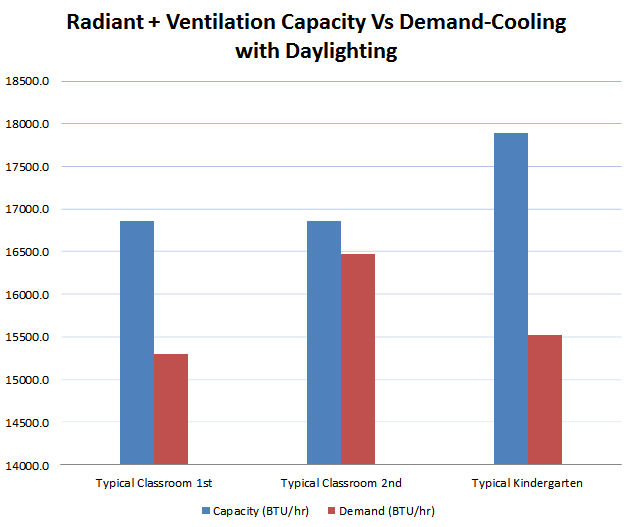 Radiant + Ventilation Capacity Vs Demand-Cooling
with Daylighting
18500.0
18000.0
17500.0
17000.0
16500.0
16000.0
15500.0
15000.0
14500.0
14000.0
Typical Classroom 1st Typical Classroom 2nd Typical Kindergarten
Capacity (BTU/hr) Demand (BTU/hr)